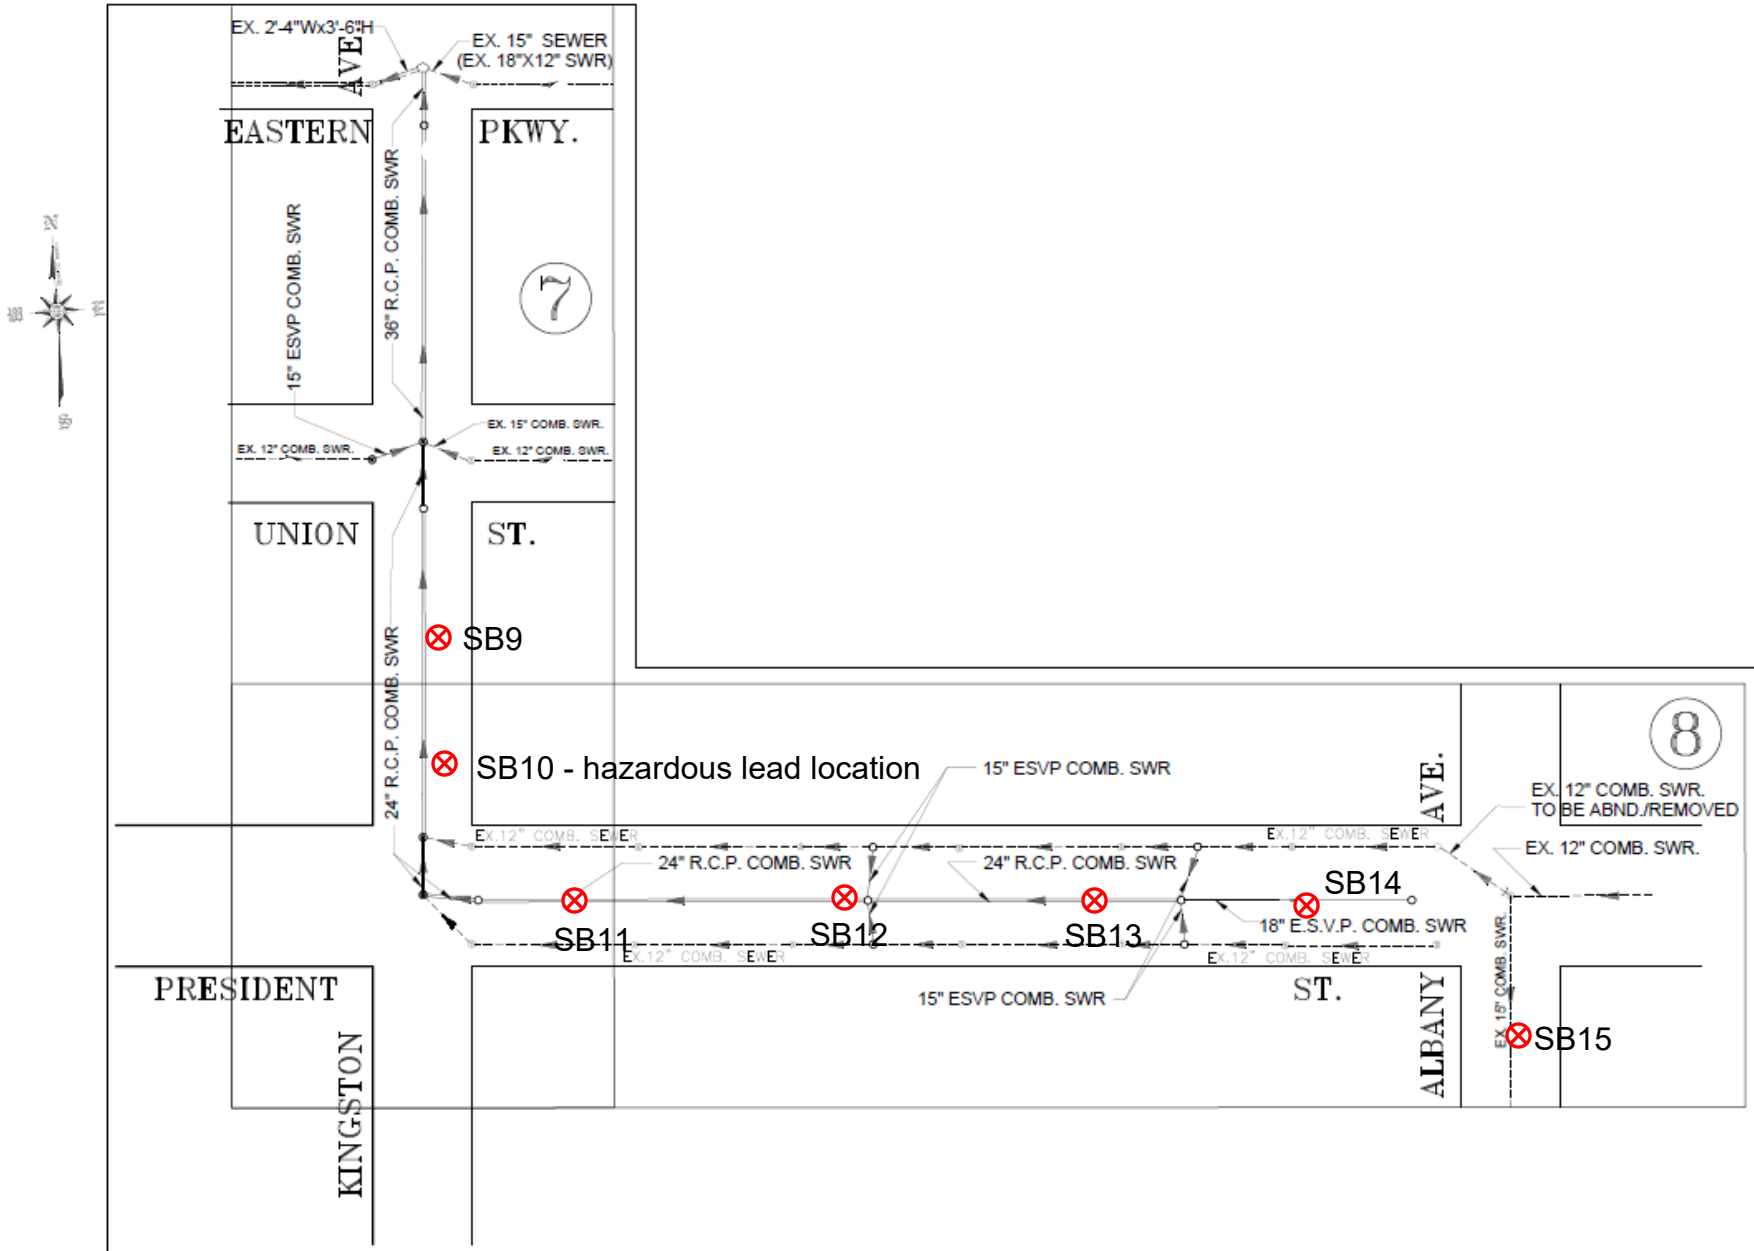 EX. 2'-4"Wx3'-6"H
AVE.
EX. 15" SEWER
(EX. 18"X12" SWR)
EASTERN
PKWY.
N
W
E
S
15" ESVP COMB. SWR
36" R.C.P. COMB. SWR
7
EX. 15" COMB. SWR.
EX. 12" COMB. SWR.
EX. 12" COMB. SWR.
UNION
ST.
24" R.C.P. COMB. SWR
SB9
SB10 - hazardous lead location
15" ESVP COMB. SWR
AVE.
8
EX. 12" COMB. SWR.
TO BE ABND./REMOVED
EX.12" COMB. SEWER
EX.12" COMB. SEWER
EX. 12" COMB. SWR.
24" R.C.P. COMB. SWR
24" R.C.P. COMB. SWR
SB14
SB11
SB12
SB13
18" E.S.V.P. COMB. SWR
EX.12" COMB. SEWER
EX.12" COMB. SEWER
PRESIDENT
15" ESVP COMB. SWR
ST.
ALBANY
EX. 15" COMB. SWR.
SB15
KINGSTON